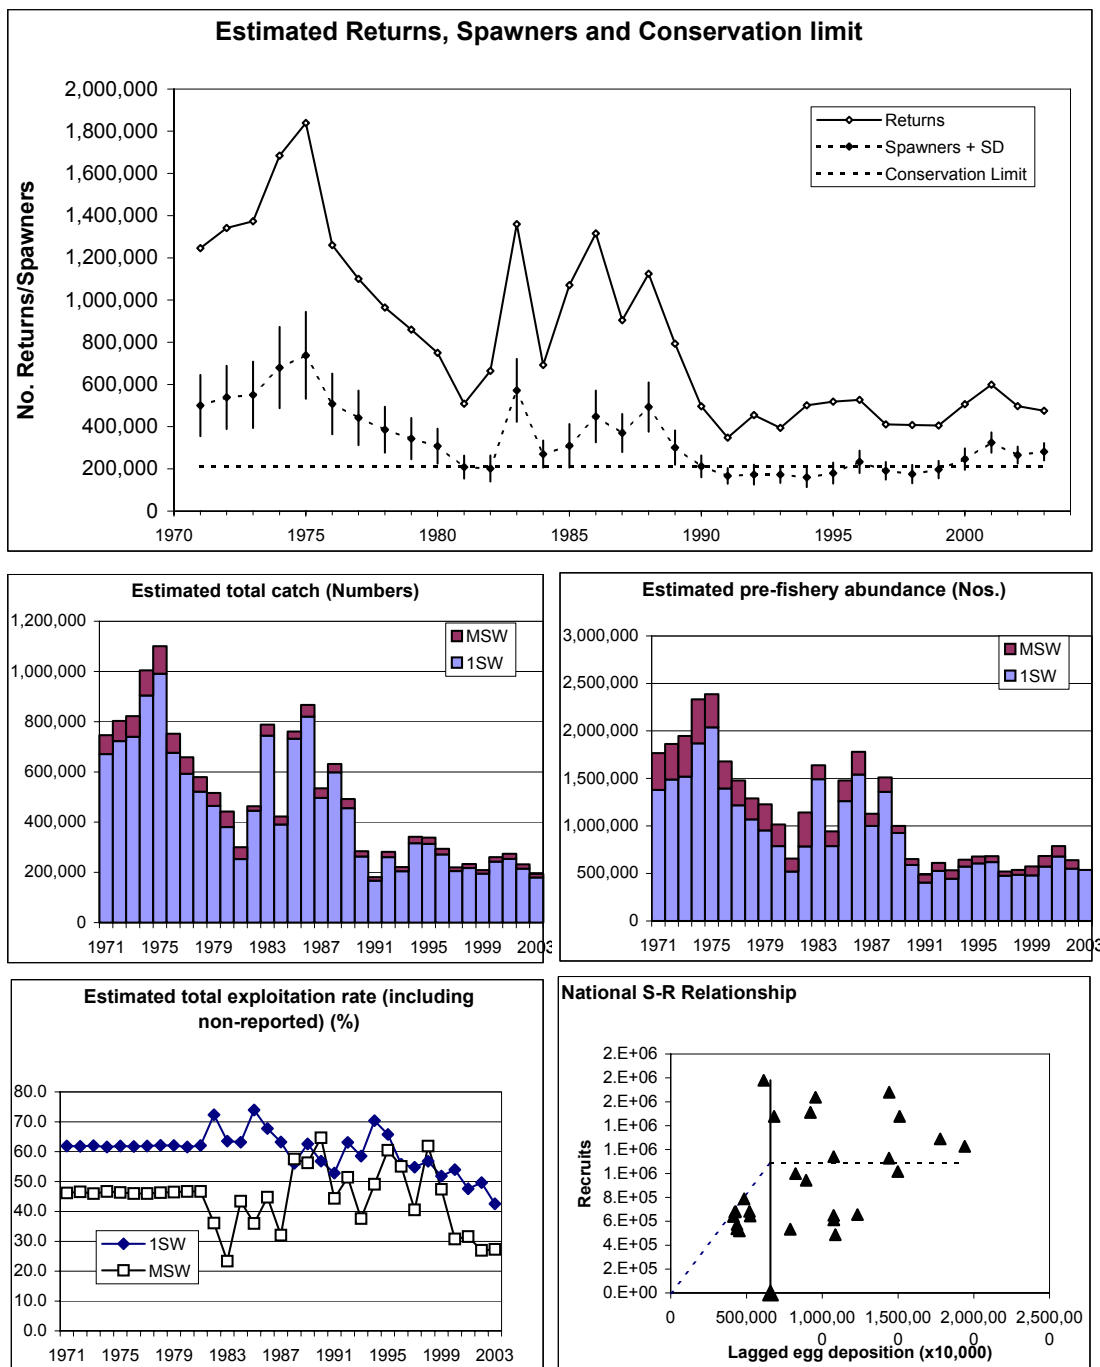 Estimated Returns, Spawners and Conservation limit
No. Returns/Spawners
2,000,000
1,800,000
1,600,000
1,400,000
1,200,000
1,000,000
800,000
600,000
400,000
200,000
0
Returns
Spawners + SD
Conservation Limit
1970 1975 1980 1985 1990 1995 2000
Estimated total catch (Numbers)
1,200,000
1,000,000
800,000
600,000
400,000
200,000
0
MSW
1SW
1971 1975 1979 1983 1987 1991 1995 1999 2003
Estimated pre-fishery abundance (Nos.)
3,000,000
2,500,000
2,000,000
1,500,000
1,000,000
500,000
0
MSW
1SW
1971 1975 1979 1983 1987 1991 1995 1999 2003
Estimated total exploitation rate (including
non-reported) (%)
80.0
70.0
60.0
50.0
40.0
30.0
20.0
10.0
0.0
1SW
MSW
1971 1975 1979 1983 1987 1991 1995 1999 2003
National S-R Relationship
Recruits
2.E+06
2.E+06
2.E+06
1.E+06
1.E+06
1.E+06
8.E+05
6.E+05
4.E+05
2.E+05
0.E+00
0 500,000 1,000,00 1,500,00 2,000,00 2,500,00
0 0 0 0
Lagged egg deposition (x10,000)